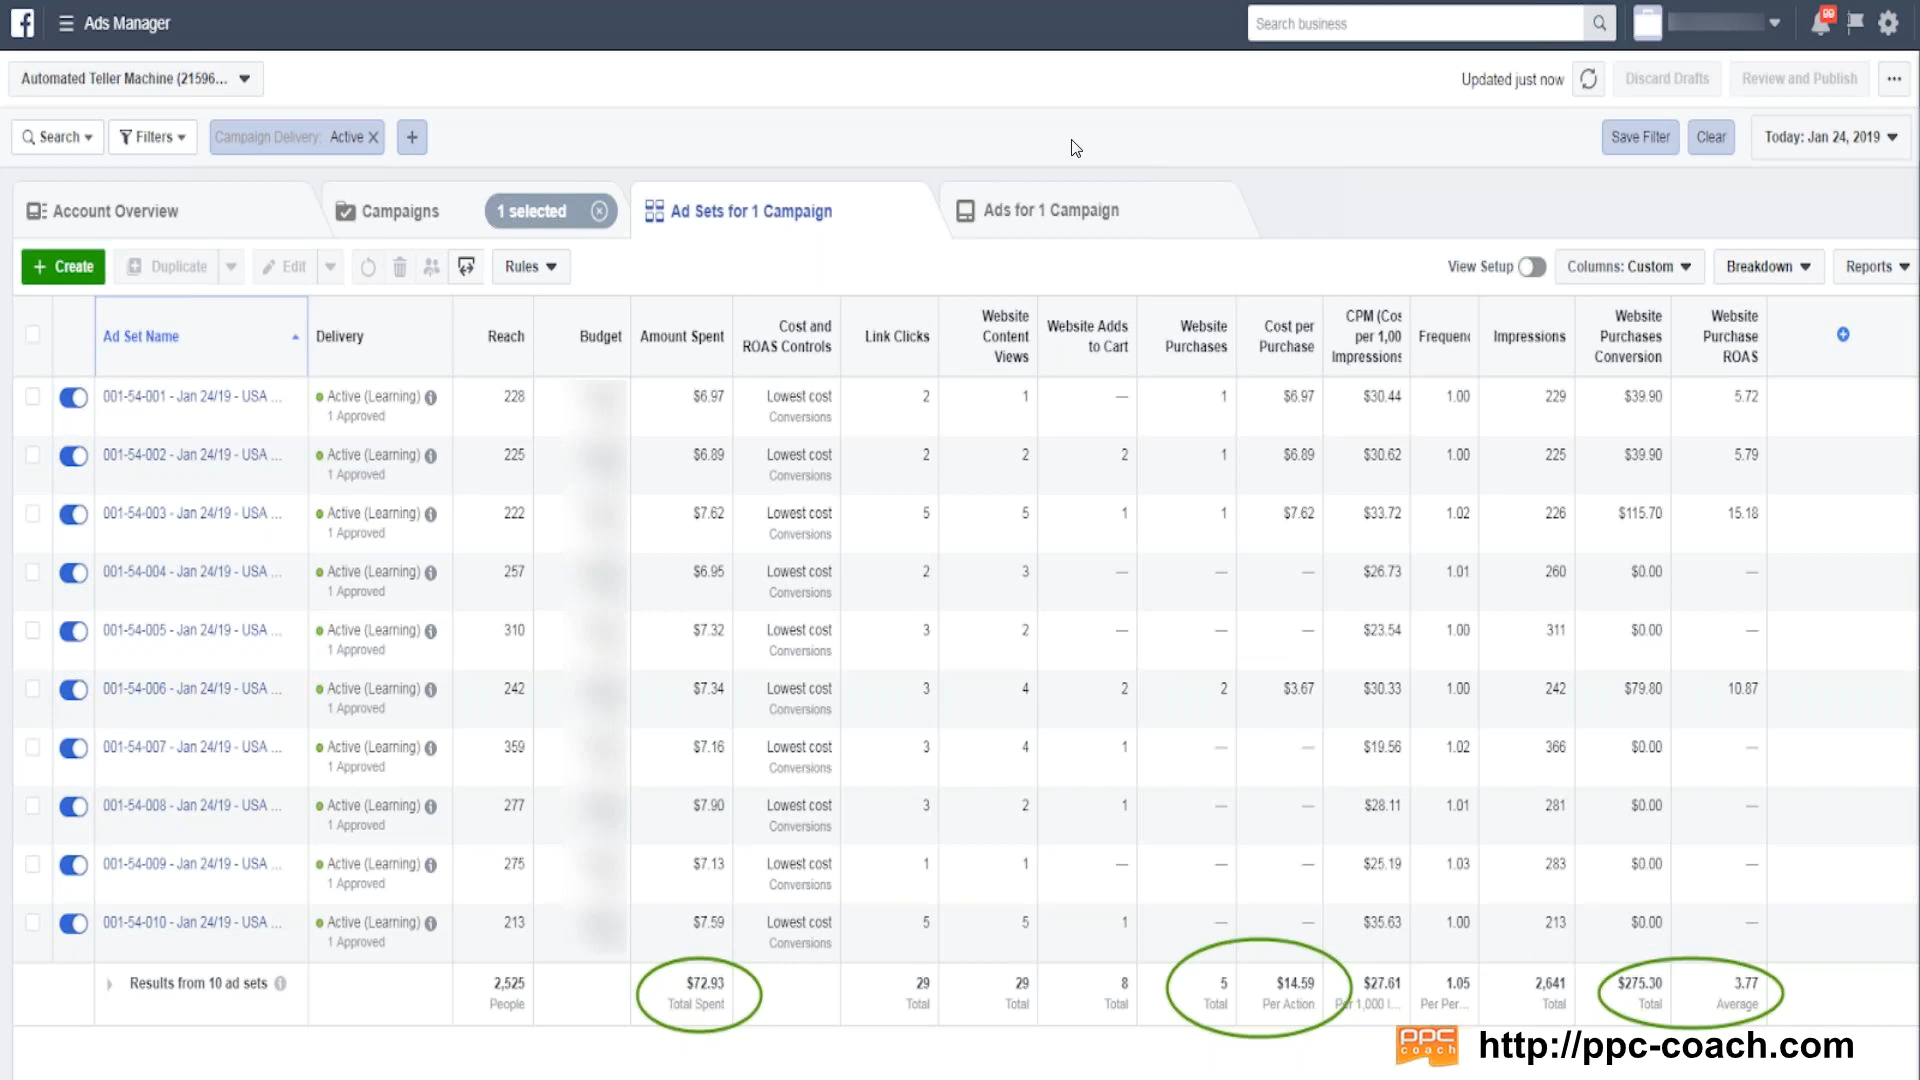 Ads Manager
Search business
99
Automated Teller Machine (21596...
Updated just now
Discard Drafts
Review and Publish
Search
Filters
Campaign Delivery: Active
Save Filter
Clear
Today: Jan 24, 2019
Account Overview
Campaigns
1 selected
Ad Sets for 1 Campaign
Ads for 1 Campaign
+ Create
Duplicate
Edit
Rules
View Setup
Columns: Custom
Breakdown
Reports
Ad Set Name
Delivery
Reach
Budget
Amount Spent
Cost and
ROAS Controls
Link Clicks
Website
Content
Views
Website Adds
to Cart
Website
Purchases
Cost per
Purchase
CPM (Cos
per 1,00
Impressions
Frequenc
Impressions
Website
Purchases
Conversion
Website
Purchase
ROAS
001-54-001 - Jan 24/19 - USA ... Active (Learning) 228 $6.97 Lowest cost 2 1 — 1 $6.97 $30.44 1.00 229 $39.90 5.72
1 Approved Conversions
001-54-002 - Jan 24/19 - USA ... Active (Learning) 225 $6.89 Lowest cost 2 2 2 1 $6.89 $30.62 1.00 225 $39.90 5.79
1 Approved Conversions
001-54-003 - Jan 24/19 - USA ... Active (Learning) 222 $7.62 Lowest cost 5 5 1 1 $7.62 $33.72 1.02 226 $115.70 15.18
1 Approved Conversions
001-54-004 - Jan 24/19 - USA ... Active (Learning) 257 $6.95 Lowest cost 2 3 — — — $26.73 1.01 260 $0.00 —
1 Approved Conversions
001-54-005 - Jan 24/19 - USA ... Active (Learning) 310 $7.32 Lowest cost 3 2 — — — $23.54 1.00 311 $0.00 —
1 Approved Conversions
001-54-006 - Jan 24/19 - USA ... Active (Learning) 242 $7.34 Lowest cost 3 4 2 2 $3.67 $30.33 1.00 242 $79.80 10.87
1 Approved Conversions
001-54-007 - Jan 24/19 - USA ... Active (Learning) 359 $7.16 Lowest cost 3 4 1 — — $19.56 1.02 366 $0.00 —
1 Approved Conversions
001-54-008 - Jan 24/19 - USA ... Active (Learning) 277 $7.90 Lowest cost 3 2 1 — — $28.11 1.01 281 $0.00 —
1 Approved Conversions
001-54-009 - Jan 24/19 - USA ... Active (Learning) 275 $7.13 Lowest cost 1 1 — — — $25.19 1.03 283 $0.00 —
1 Approved Conversions
001-54-010 - Jan 24/19 - USA ... Active (Learning) 213 $7.59 Lowest cost 5 5 1 — — $35.63 1.00 213 $0.00 —
1 Approved Conversions
Results from 10 ad sets 2,525 $72.93 29 29 8 5 $14.59 $27.61 1.05 2,641 $275.30 3.77
People Total Spent Total Total Total Total Per Action Per 1,000 I... Per Per... Total Total Average
PPC
coach
http://ppc-coach.com